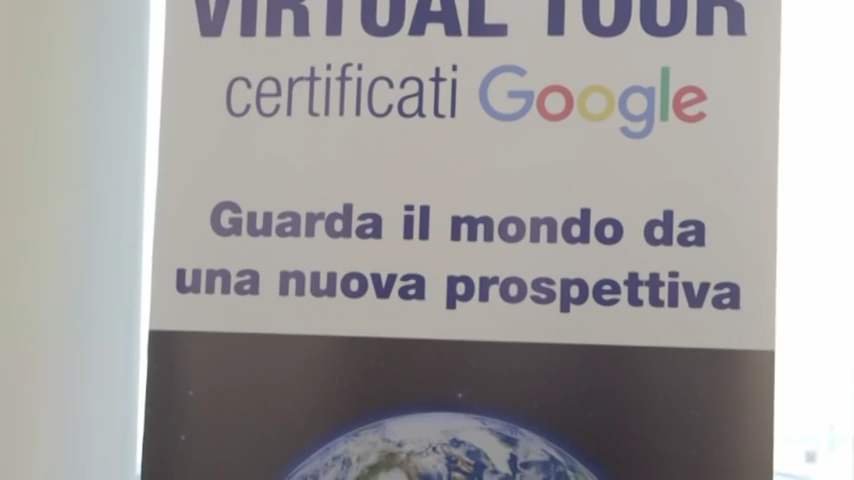 VIRTUAL TOUR
certificati Google
Guarda il mondo da
una nuova prospettiva